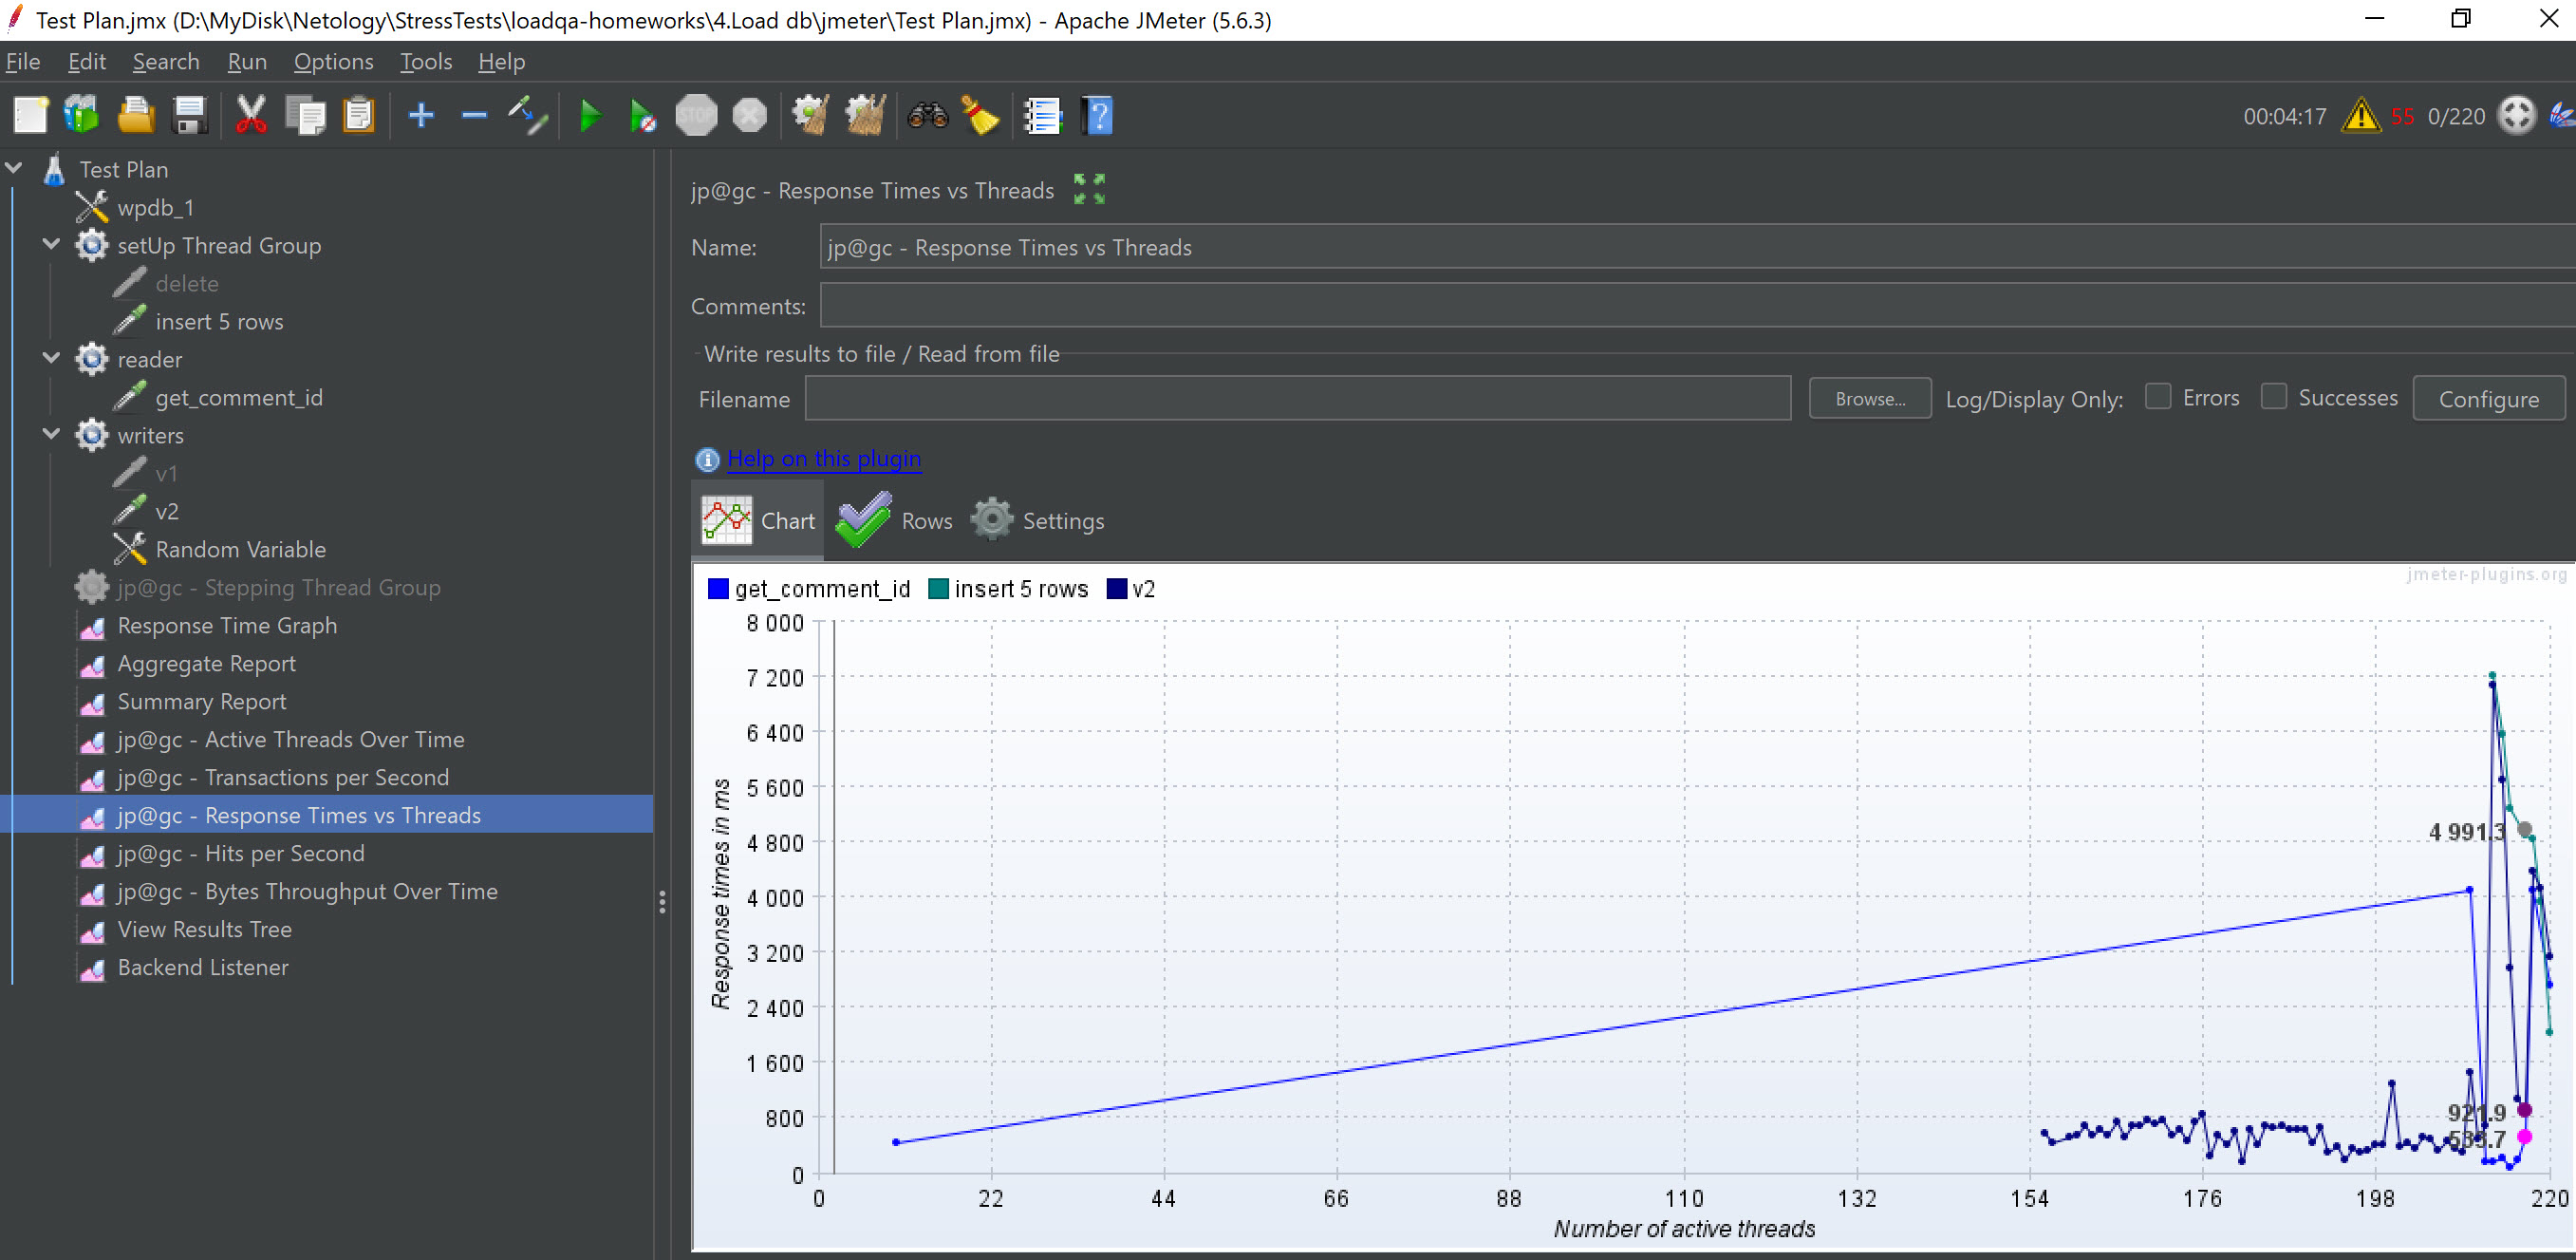 Test Plan.jmx (D:\MyDisk\Netology\StressTests\loadqa-homeworks\4.Load db\jmeter\Test Plan.jmx) - Apache JMeter (5.6.3)
File Edit Search Run Options Tools Help
STOP
00:04:17 55 0/220
Test Plan
wpdb_1
setUp Thread Group
delete
insert 5 rows
reader
get_comment_id
writers
v1
v2
Random Variable
jp@gc - Stepping Thread Group
Response Time Graph
Aggregate Report
Summary Report
jp@gc - Active Threads Over Time
jp@gc - Transactions per Second
jp@gc - Response Times vs Threads
jp@gc - Hits per Second
jp@gc - Bytes Throughput Over Time
View Results Tree
Backend Listener
jp@gc - Response Times vs Threads
Name: jp@gc - Response Times vs Threads
Comments:
Write results to file / Read from file
Filename Browse... Log/Display Only: Errors Successes Configure
Help on this plugin
Chart Rows Settings
jmeter-plugins.org
get_comment_id insert 5 rows v2
8 000
7 200
6 400
5 600
4 800
4 000
3 200
2 400
1 600
800
0
Response times in ms
4 991.3
921.9
533.7
0 22 44 66 88 110 132 154 176 198 220
Number of active threads